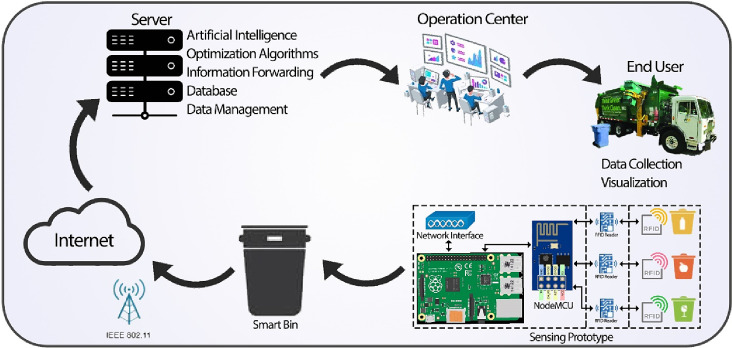 Server
Artificial Intelligence
Optimization Algorithms
Information Forwarding
Database
Data Management
Operation Center
End User
Data Collection
Visualization
Internet
IEEE 802.11
Smart Bin
Network Interface
NodeMCU
RFID Reader
RFID
RFID Reader
RFID
RFID Reader
RFID
Sensing Prototype